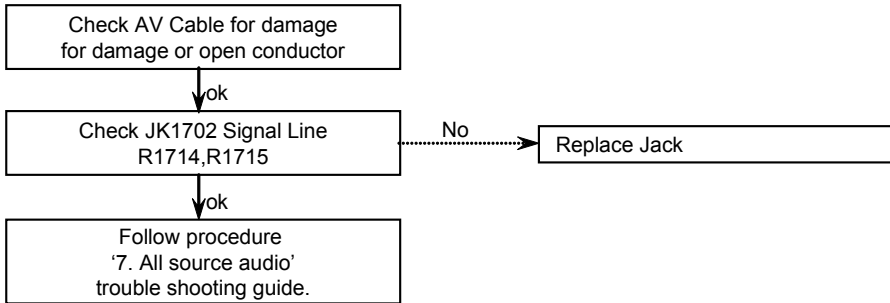 Check AV Cable for damage
for damage or open conductor
ok
Check JK1702 Signal Line
R1714,R1715
No
Replace Jack
ok
Follow procedure
‘7. All source audio’
trouble shooting guide.